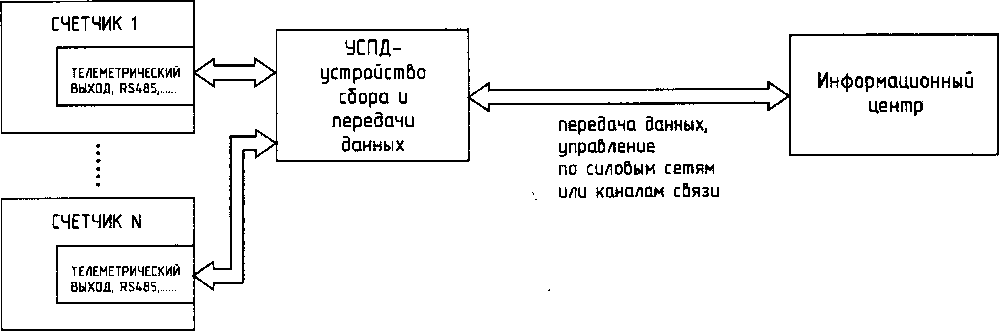 СЧЕТЧИК 1
ТЕЛЕМЕТРИЧЕСКИЙ
ВЫХОД, RS485,......
СЧЕТЧИК N
ТЕЛЕМЕТРИЧЕСКИЙ
ВЫХОД, RS485,......
УСПД-
устройство
сбора и
передачи
данных
передача данных,
управление
по силовым сетям
или каналам связи
Информационный
центр